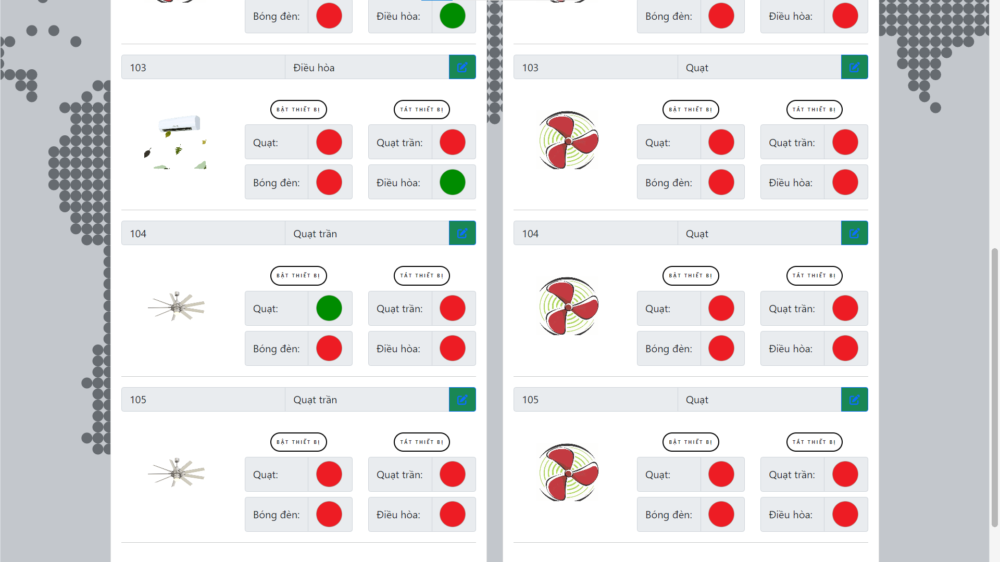 Bóng đèn: Điều hòa:
103 Điều hòa
BẬT THIẾT BỊ TẮT THIẾT BỊ
Quạt: Quạt trần:
Bóng đèn: Điều hòa:
104 Quạt trần
BẬT THIẾT BỊ TẮT THIẾT BỊ
Quạt: Quạt trần:
Bóng đèn: Điều hòa:
105 Quạt trần
BẬT THIẾT BỊ TẮT THIẾT BỊ
Quạt: Quạt trần:
Bóng đèn: Điều hòa:
Bóng đèn: Điều hòa:
103 Quạt
BẬT THIẾT BỊ TẮT THIẾT BỊ
Quạt: Quạt trần:
Bóng đèn: Điều hòa:
104 Quạt
BẬT THIẾT BỊ TẮT THIẾT BỊ
Quạt: Quạt trần:
Bóng đèn: Điều hòa:
105 Quạt
BẬT THIẾT BỊ TẮT THIẾT BỊ
Quạt: Quạt trần:
Bóng đèn: Điều hòa: